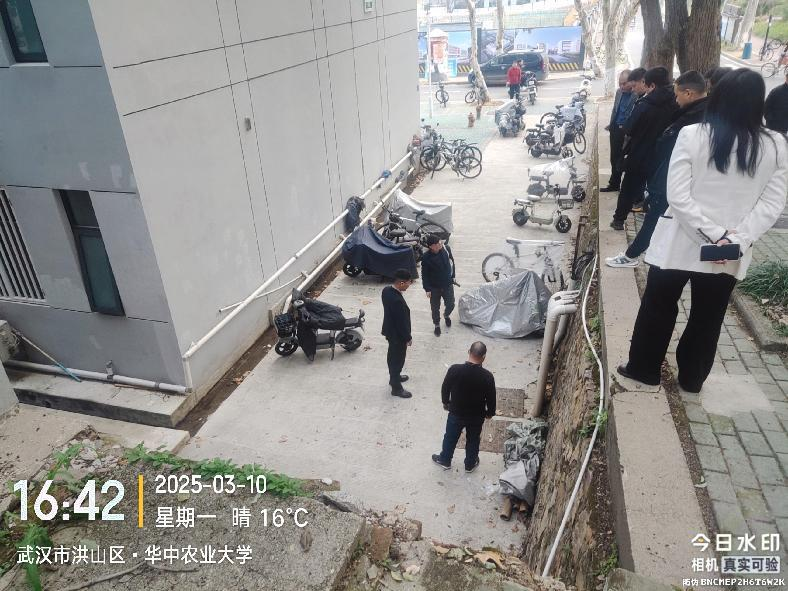 16:42
2025-03-10
星期一 晴 16°C
武汉市洪山区·华中农业大学
今日水印
相机 真实可验
防伪 BNCMEP2H6T6W2K